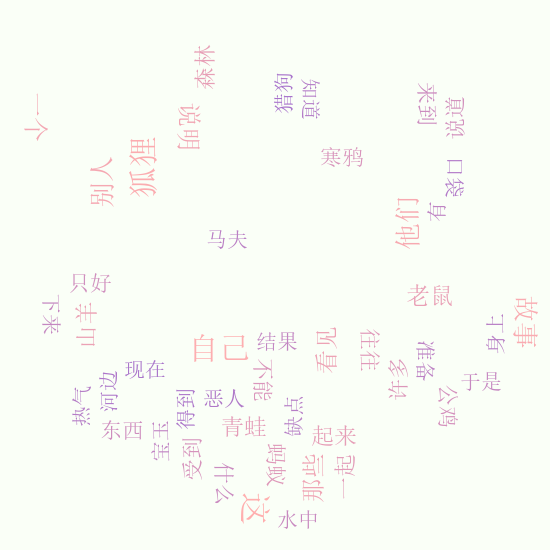 森林
猎狗
知道
来到
寓说
一个
说明
狐狸
别人
寒鸦
口袋
有
他们
马夫
只好
老鼠
下来
山羊
故事
上身
自己
结果
看见
往往
准备
多话
于是
现在
不能
河边
热气
得到
恶人
缺点
公鸡
东西
宝玉
青蛙
起来
受到
什么
蚂蚁
那些
一起
这
水中